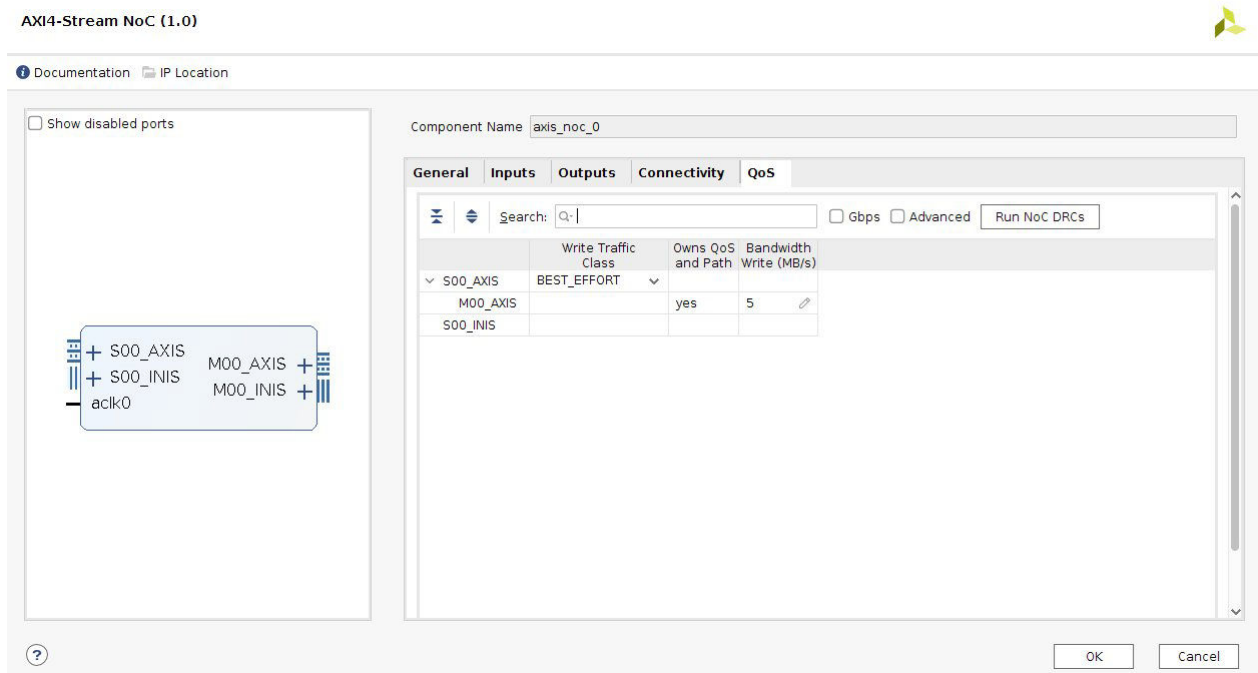 AXI4-Stream NoC (1.0)
Documentation IP Location
Show disabled ports
S00_AXIS
S00_INIS
aclk0
M00_AXIS
M00_INIS
Component Name axis_noc_0
General Inputs Outputs Connectivity QoS
Search: Gbps Advanced Run NoC DRCs
Write Traffic Class Owns QoS and Path Bandwidth Write (MB/s)
S00_AXIS BEST_EFFORT
M00_AXIS yes 5
S00_INIS
? OK Cancel